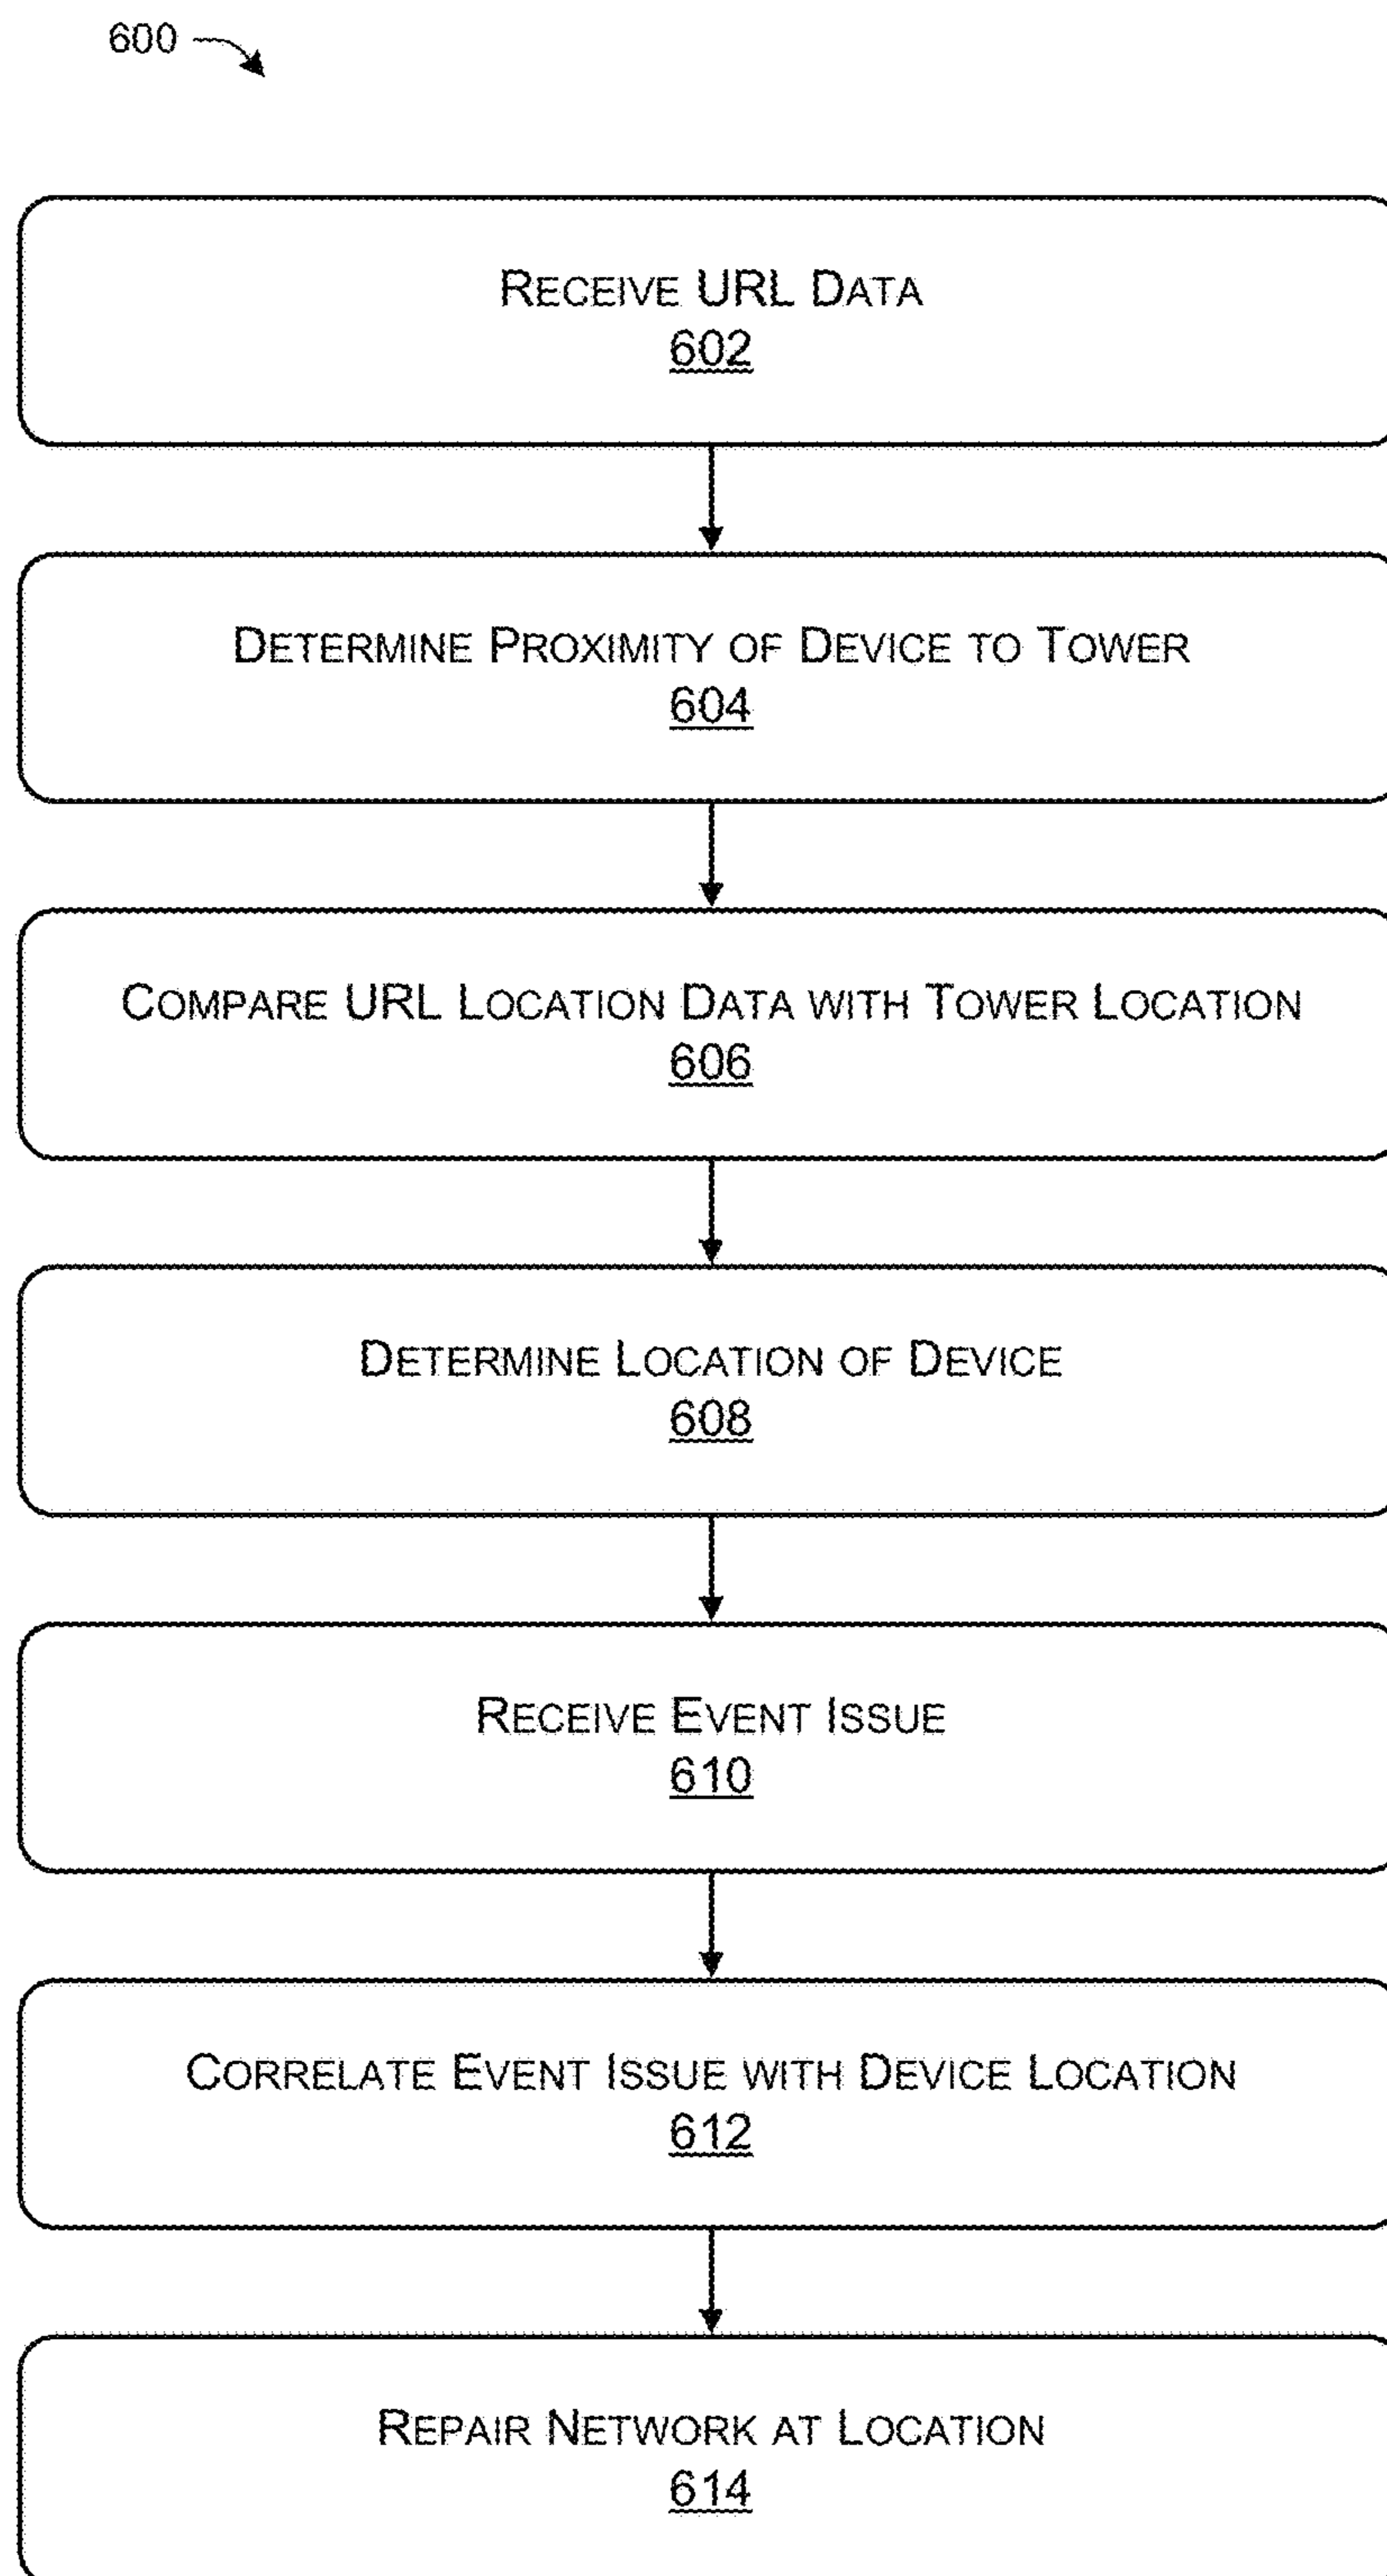 600
RECEIVE URL DATA
602
DETERMINE PROXIMITY OF DEVICE TO TOWER
604
COMPARE URL LOCATION DATA WITH TOWER LOCATION
606
DETERMINE LOCATION OF DEVICE
608
RECEIVE EVENT ISSUE
610
CORRELATE EVENT ISSUE WITH DEVICE LOCATION
612
REPAIR NETWORK AT LOCATION
614